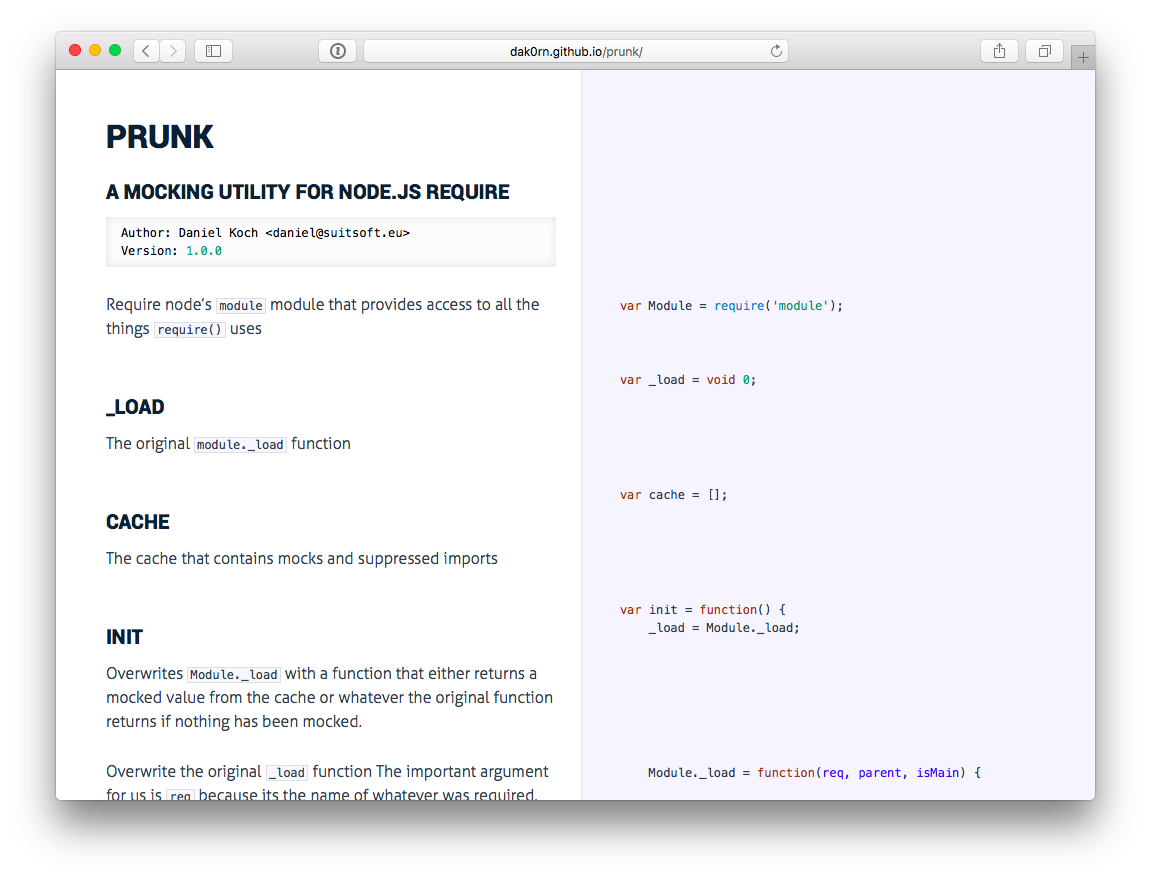 dak0rn.github.io/prunk/
PRUNK
A MOCKING UTILITY FOR NODE.JS REQUIRE
Author: Daniel Koch <daniel@suitsoft.eu>
Version: 1.0.0
Require node’s module module that provides access to all the
things require() uses
var Module = require('module');
var _load = void 0;
_LOAD
The original module._load function
var cache = [];
CACHE
The cache that contains mocks and suppressed imports
var init = function() {
_load = Module._load;
INIT
Overwrites Module._load with a function that either returns a
mocked value from the cache or whatever the original function
returns if nothing has been mocked.
Overwrite the original _load function The important argument
for us is req because its the name of whatever was required.
Module._load = function(req, parent, isMain) {